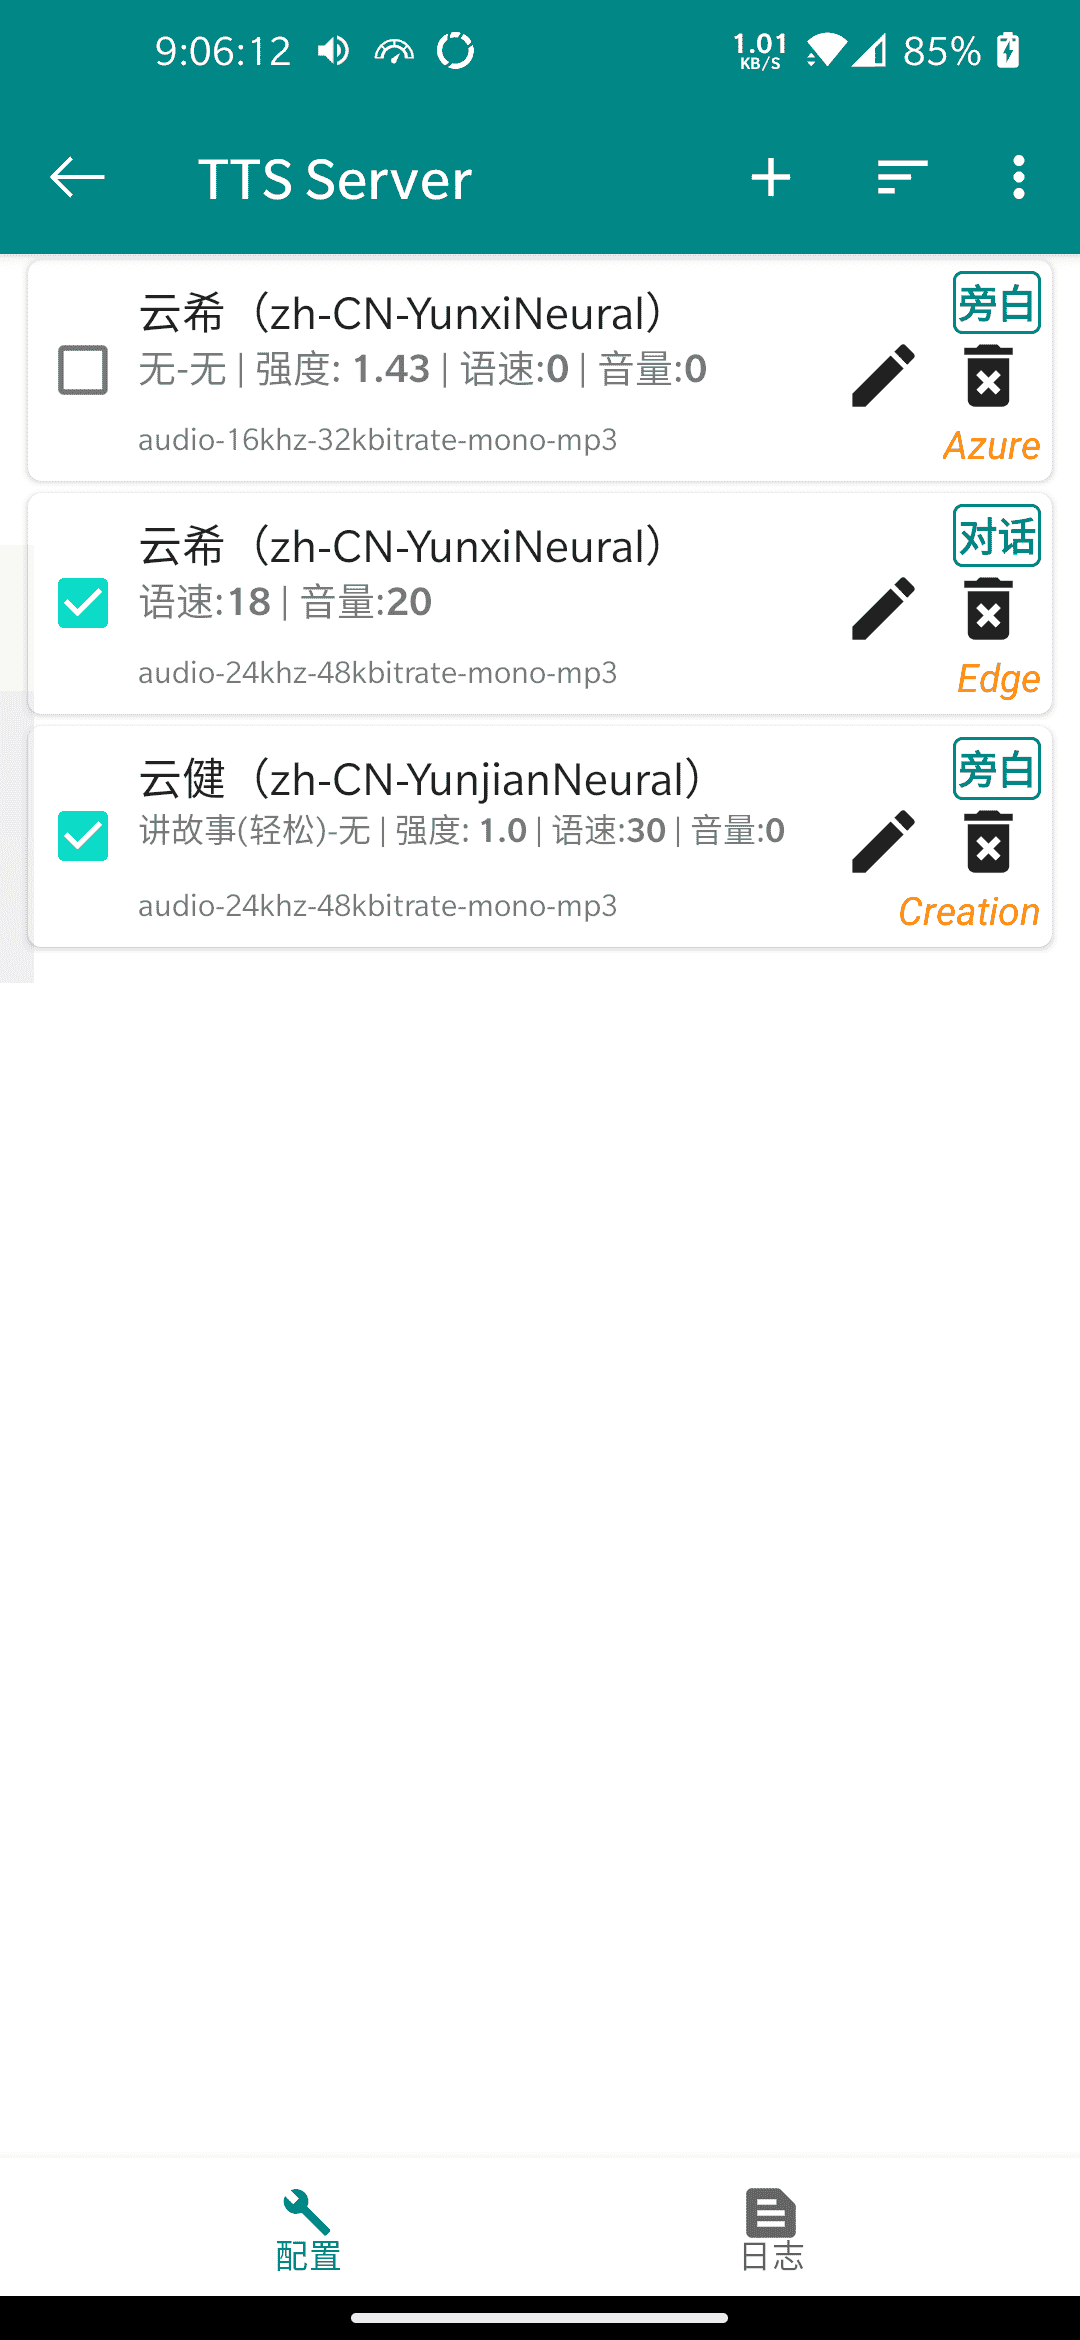 9:06:12 1.01 KB/S 85%
TTS Server
云希（zh-CN-YunxiNeural） 旁白
无-无 | 强度: 1.43 | 语速:0 | 音量:0
audio-16khz-32kbitrate-mono-mp3 Azure
云希（zh-CN-YunxiNeural） 对话
语速:18 | 音量:20
audio-24khz-48kbitrate-mono-mp3 Edge
云健（zh-CN-YunjianNeural） 旁白
讲故事(轻松)-无 | 强度: 1.0 | 语速:30 | 音量:0
audio-24khz-48kbitrate-mono-mp3 Creation
配置 日志